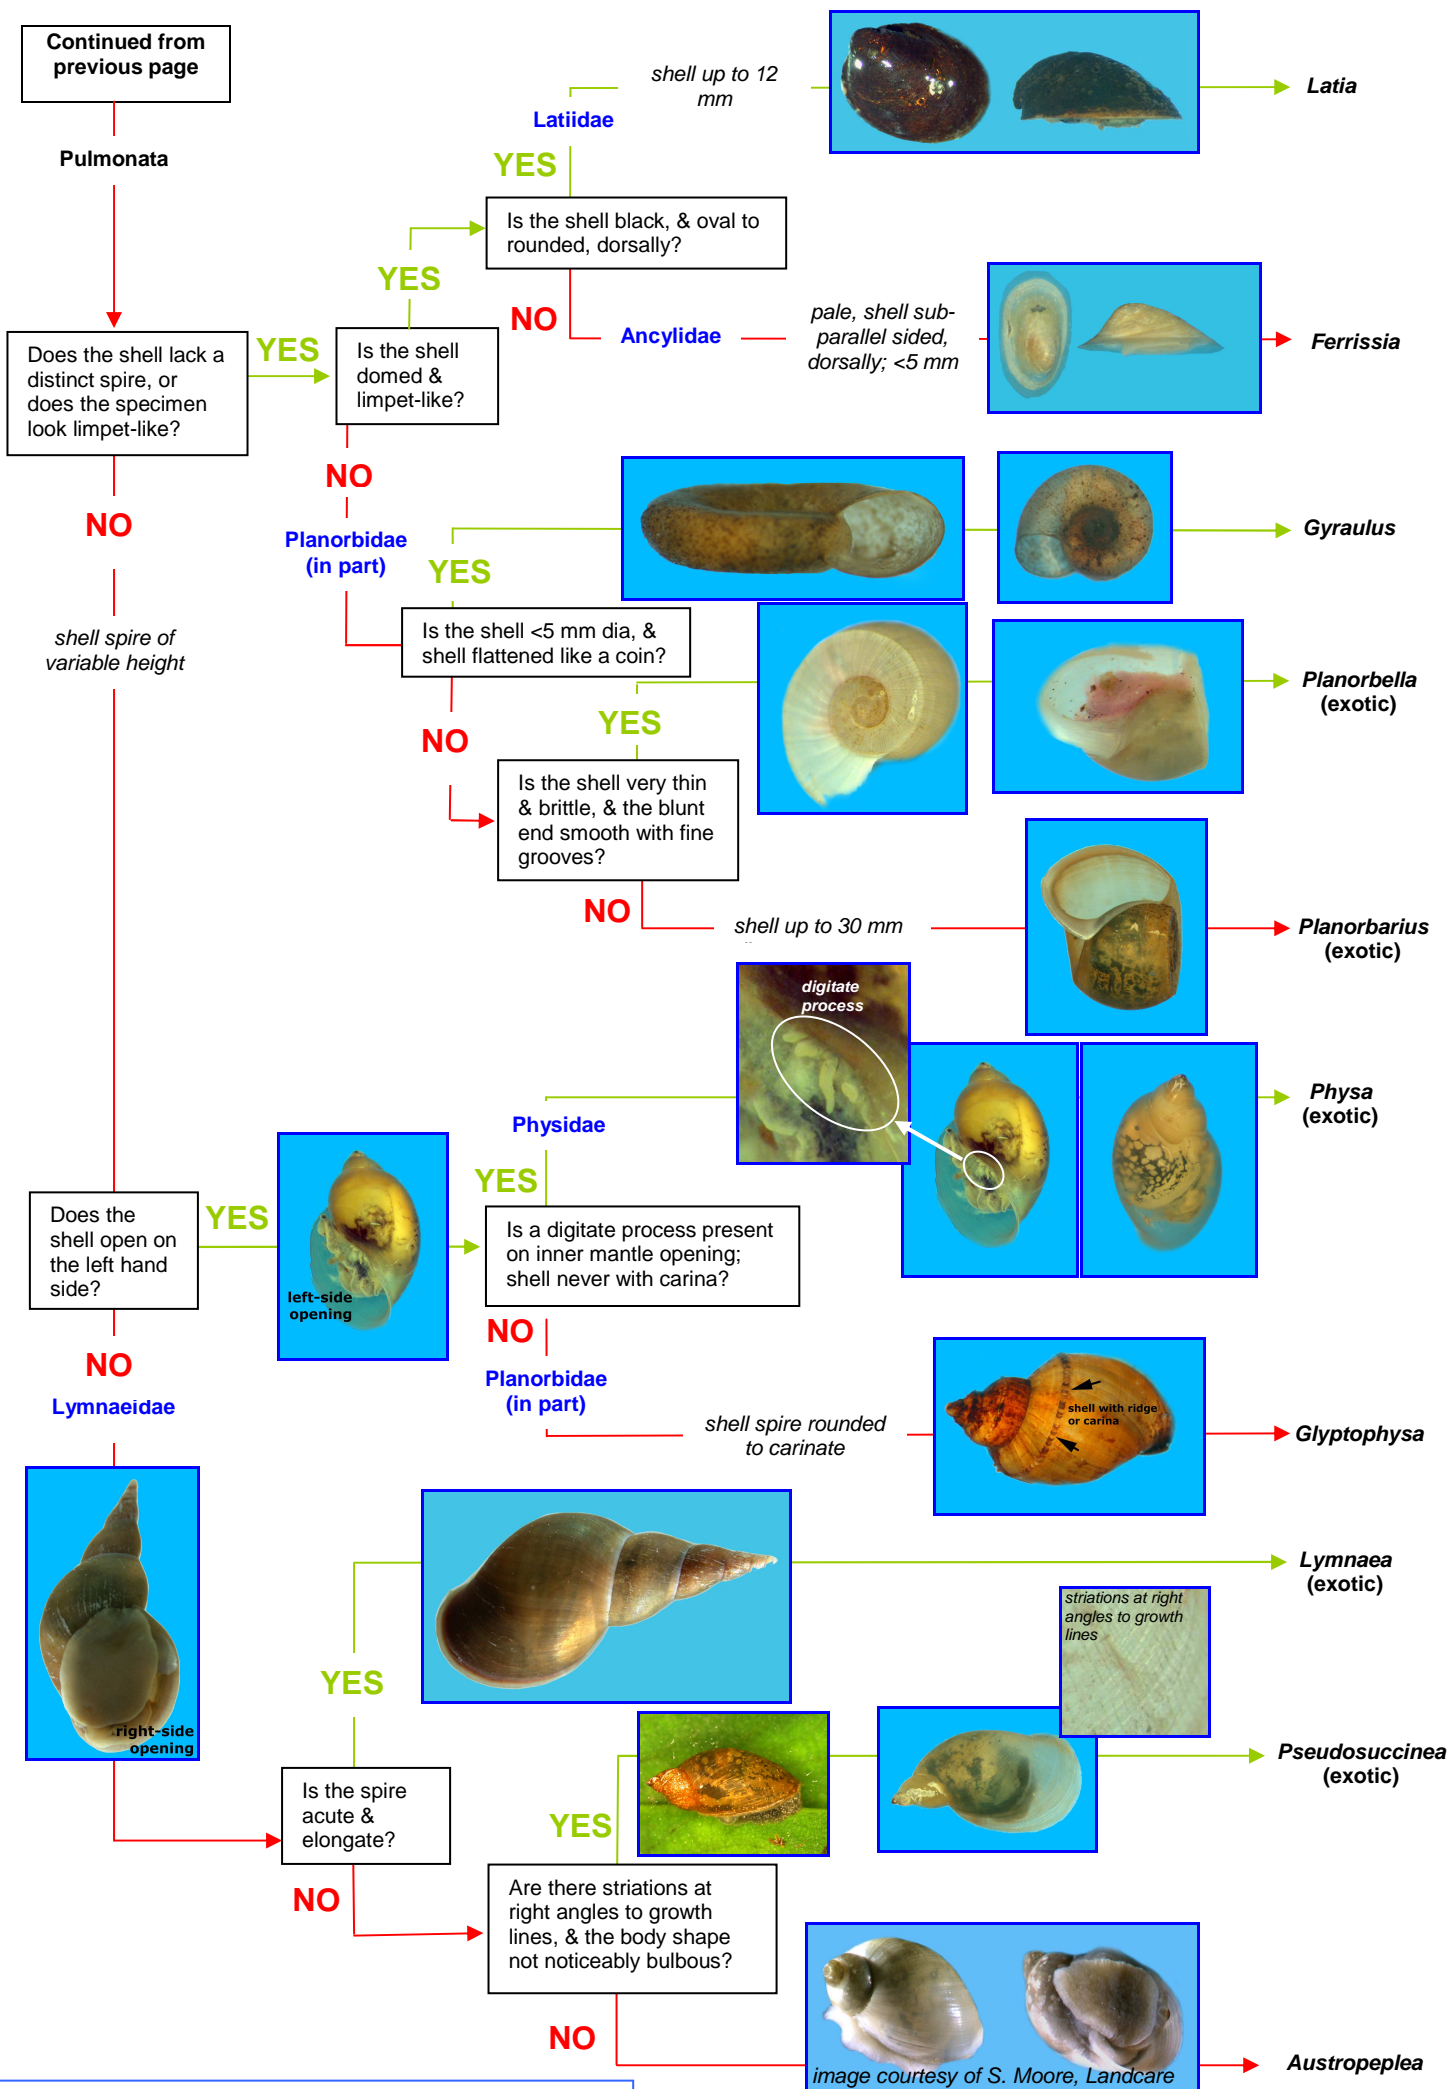 Continued from
previous page
Pulmonata
Does the shell lack a
distinct spire, or
does the specimen
look limpet-like?
YES
Is the shell
domed &
limpet-like?
YES
Is the shell black, & oval to
rounded, dorsally?
YES
Latiidae
shell up to 12
mm
Latia
NO
Ancylidae
pale, shell sub-
parallel sided,
dorsally; <5 mm
Ferrissia
NO
Planorbidae
(in part)
Is the shell <5 mm dia, &
shell flattened like a coin?
YES
Gyraulus
NO
Is the shell very thin
& brittle, & the blunt
end smooth with fine
grooves?
YES
Planorbella
(exotic)
NO
shell up to 30 mm
Planorbarius
(exotic)
NO
shell spire of
variable height
Does the
shell open on
the left hand
side?
YES
left-side
opening
Is a digitate process present
on inner mantle opening;
shell never with carina?
YES
Physidae
digitate
process
Physa
(exotic)
NO
Planorbidae
(in part)
shell spire rounded
to carinate
shell with ridge
or carina
Glyptophysa
NO
Lymnaeidae
right-side
opening
Is the spire
acute &
elongate?
YES
Lymnaea
(exotic)
NO
Are there striations at
right angles to growth
lines, & the body shape
not noticeably bulbous?
YES
striations at right
angles to growth
lines
Pseudosuccinea
(exotic)
NO
image courtesy of S. Moore, Landcare
Austropeplea